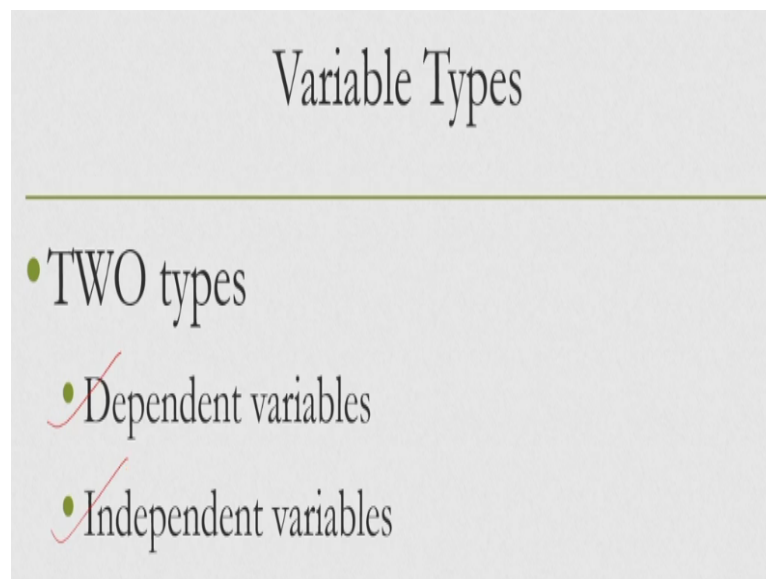 Variable Types
• TWO types
• Dependent variables
• Independent variables